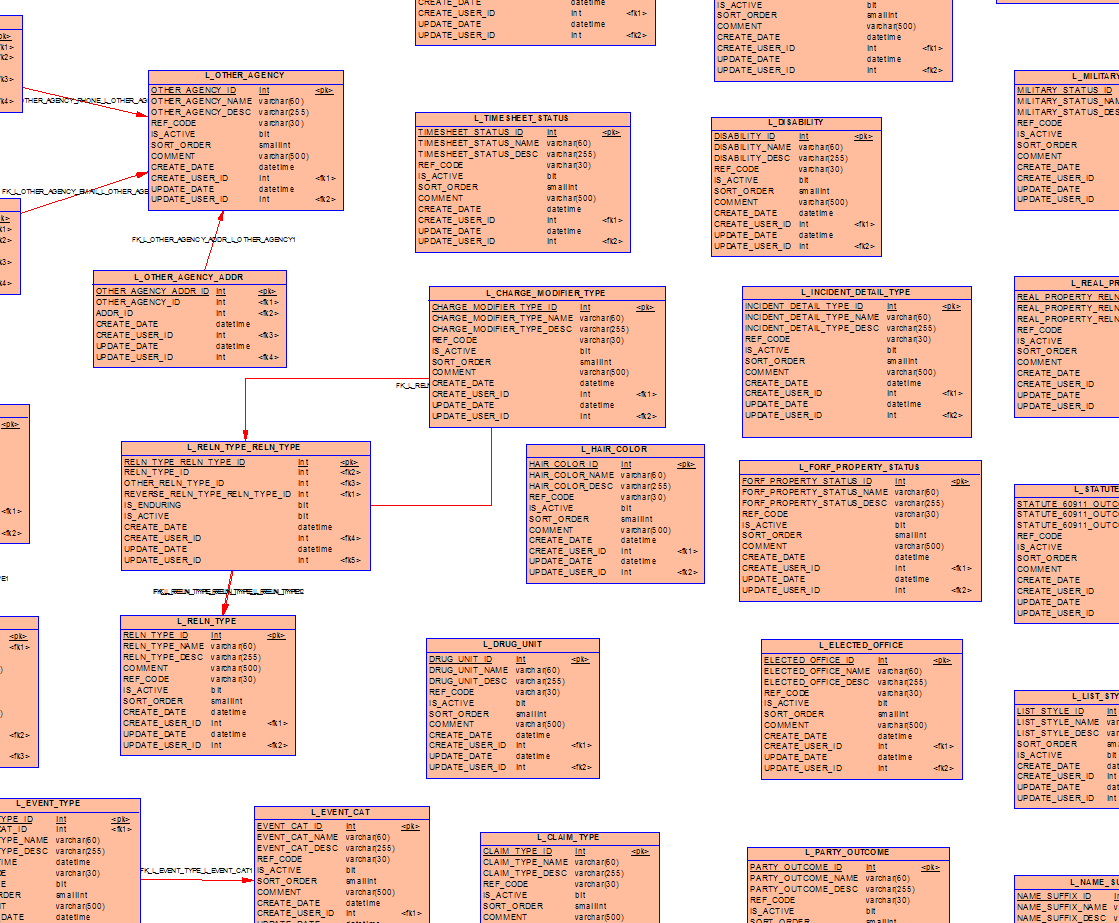 CREATE_DATE datetime
CREATE_USER_ID int <fk1>
UPDATE_DATE datetime
UPDATE_USER_ID int <fk2>
IS_ACTIVE bit
SORT_ORDER smallint
COMMENT varchar(500)
CREATE_DATE datetime
CREATE_USER_ID int <fk1>
UPDATE_DATE datetime
UPDATE_USER_ID int <fk2>
L_OTHER_AGENCY
OTHER_AGENCY_ID int <pk>
OTHER_AGENCY_NAME varchar(60)
OTHER_AGENCY_DESC varchar(255)
REF_CODE varchar(30)
IS_ACTIVE bit
SORT_ORDER smallint
COMMENT varchar(500)
CREATE_DATE datetime
CREATE_USER_ID int <fk1>
UPDATE_DATE datetime
UPDATE_USER_ID int <fk2>
L_TIMESHEET_STATUS
TIMESHEET_STATUS_ID int <pk>
TIMESHEET_STATUS_NAME varchar(60)
TIMESHEET_STATUS_DESC varchar(255)
REF_CODE varchar(30)
IS_ACTIVE bit
SORT_ORDER smallint
COMMENT varchar(500)
CREATE_DATE datetime
CREATE_USER_ID int <fk1>
UPDATE_DATE datetime
UPDATE_USER_ID int <fk2>
L_DISABILITY
DISABILITY_ID int <pk>
DISABILITY_NAME varchar(60)
DISABILITY_DESC varchar(255)
REF_CODE varchar(30)
IS_ACTIVE bit
SORT_ORDER smallint
COMMENT varchar(500)
CREATE_DATE datetime
CREATE_USER_ID int <fk1>
UPDATE_DATE datetime
UPDATE_USER_ID int <fk2>
L_MILITARY
MILITARY_STATUS_ID
MILITARY_STATUS_NAM
MILITARY_STATUS_DES
REF_CODE
IS_ACTIVE
SORT_ORDER
COMMENT
CREATE_DATE
CREATE_USER_ID
UPDATE_DATE
UPDATE_USER_ID
FK_L_OTHER_AGENCY_ADDR_L_OTHER_AGENCY1
L_OTHER_AGENCY_ADDR
OTHER_AGENCY_ADDR_ID int <pk>
OTHER_AGENCY_ID int <fk1>
ADDR_ID int <fk2>
CREATE_DATE datetime
CREATE_USER_ID int <fk3>
UPDATE_DATE datetime
UPDATE_USER_ID int <fk4>
L_CHARGE_MODIFIER_TYPE
CHARGE_MODIFIER_TYPE_ID int <pk>
CHARGE_MODIFIER_TYPE_NAME varchar(60)
CHARGE_MODIFIER_TYPE_DESC varchar(255)
REF_CODE varchar(30)
IS_ACTIVE bit
SORT_ORDER smallint
COMMENT varchar(500)
CREATE_DATE datetime
CREATE_USER_ID int <fk1>
UPDATE_DATE datetime
UPDATE_USER_ID int <fk2>
L_INCIDENT_DETAIL_TYPE
INCIDENT_DETAIL_TYPE_ID int <pk>
INCIDENT_DETAIL_TYPE_NAME varchar(60)
INCIDENT_DETAIL_TYPE_DESC varchar(255)
REF_CODE varchar(30)
IS_ACTIVE bit
SORT_ORDER smallint
COMMENT varchar(500)
CREATE_DATE datetime
CREATE_USER_ID int <fk1>
UPDATE_DATE datetime
UPDATE_USER_ID int <fk2>
L_REAL_PR
REAL_PROPERTY_RELN
REAL_PROPERTY_RELN
REAL_PROPERTY_RELN
REF_CODE
IS_ACTIVE
SORT_ORDER
COMMENT
CREATE_DATE
CREATE_USER_ID
UPDATE_DATE
UPDATE_USER_ID
L_RELN_TYPE_RELN_TYPE
RELN_TYPE_RELN_TYPE_ID int <pk>
RELN_TYPE_ID int <fk2>
OTHER_RELN_TYPE_ID int <fk3>
REVERSE_RELN_TYPE_RELN_TYPE_ID int <fk1>
IS_ENDURING bit
IS_ACTIVE bit
CREATE_DATE datetime
CREATE_USER_ID int <fk4>
UPDATE_DATE datetime
UPDATE_USER_ID int <fk5>
L_HAIR_COLOR
HAIR_COLOR_ID int <pk>
HAIR_COLOR_NAME varchar(60)
HAIR_COLOR_DESC varchar(255)
REF_CODE varchar(30)
IS_ACTIVE bit
SORT_ORDER smallint
COMMENT varchar(500)
CREATE_DATE datetime
CREATE_USER_ID int <fk1>
UPDATE_DATE datetime
UPDATE_USER_ID int <fk2>
L_FORF_PROPERTY_STATUS
FORF_PROPERTY_STATUS_ID int <pk>
FORF_PROPERTY_STATUS_NAME varchar(60)
FORF_PROPERTY_STATUS_DESC varchar(255)
REF_CODE varchar(30)
IS_ACTIVE bit
SORT_ORDER smallint
COMMENT varchar(500)
CREATE_DATE datetime
CREATE_USER_ID int <fk1>
UPDATE_DATE datetime
UPDATE_USER_ID int <fk2>
L_STATUTE
STATUTE_60911_OUTCO
STATUTE_60911_OUTCO
STATUTE_60911_OUTCO
REF_CODE
IS_ACTIVE
SORT_ORDER
COMMENT
CREATE_DATE
CREATE_USER_ID
UPDATE_DATE
UPDATE_USER_ID
L_RELN_TYPE
RELN_TYPE_ID int <pk>
RELN_TYPE_NAME varchar(60)
RELN_TYPE_DESC varchar(255)
COMMENT varchar(500)
REF_CODE varchar(30)
IS_ACTIVE bit
SORT_ORDER smallint
CREATE_DATE datetime
CREATE_USER_ID int <fk1>
UPDATE_DATE datetime
UPDATE_USER_ID int <fk2>
L_DRUG_UNIT
DRUG_UNIT_ID int <pk>
DRUG_UNIT_NAME varchar(60)
DRUG_UNIT_DESC varchar(255)
REF_CODE varchar(30)
IS_ACTIVE bit
SORT_ORDER smallint
COMMENT varchar(500)
CREATE_DATE datetime
CREATE_USER_ID int <fk1>
UPDATE_DATE datetime
UPDATE_USER_ID int <fk2>
L_ELECTED_OFFICE
ELECTED_OFFICE_ID int <pk>
ELECTED_OFFICE_NAME varchar(60)
ELECTED_OFFICE_DESC varchar(255)
REF_CODE varchar(30)
IS_ACTIVE bit
SORT_ORDER smallint
COMMENT varchar(500)
CREATE_DATE datetime
CREATE_USER_ID int <fk1>
UPDATE_DATE datetime
UPDATE_USER_ID int <fk2>
L_LIST_STY
LIST_STYLE_ID int
LIST_STYLE_NAME var
LIST_STYLE_DESC var
SORT_ORDER sm
IS_ACTIVE bit
CREATE_DATE dat
CREATE_USER_ID int
UPDATE_DATE dat
UPDATE_USER_ID int
L_EVENT_TYPE
TYPE_ID int <pk>
CAT_ID int <fk1>
TYPE_NAME varchar(60)
TYPE_DESC varchar(255)
TIME datetime
DE varchar(30)
E bit
RDER smallint
NT varchar(500)
DATE datetime
FK_L_EVENT_TYPE_L_EVENT_CAT1
L_EVENT_CAT
EVENT_CAT_ID int <pk>
EVENT_CAT_NAME varchar(60)
EVENT_CAT_DESC varchar(255)
REF_CODE varchar(30)
IS_ACTIVE bit
SORT_ORDER smallint
COMMENT varchar(500)
CREATE_DATE datetime
CREATE_USER_ID int <fk1>
L_CLAIM_TYPE
CLAIM_TYPE_ID int <pk>
CLAIM_TYPE_NAME varchar(60)
CLAIM_TYPE_DESC varchar(255)
REF_CODE varchar(30)
IS_ACTIVE bit
SORT_ORDER smallint
COMMENT varchar(500)
L_PARTY_OUTCOME
PARTY_OUTCOME_ID int <pk>
PARTY_OUTCOME_NAME varchar(60)
PARTY_OUTCOME_DESC varchar(255)
REF_CODE varchar(30)
IS_ACTIVE bit
SORT_ORDER smallint
L_NAME_SU
NAME_SUFFIX_ID
NAME_SUFFIX_NAME
NAME_SUFFIX_DESC